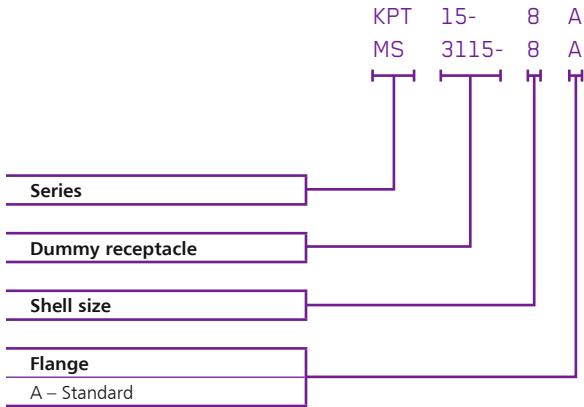 KPT 15- 8 A
MS 3115- 8 A
Series
Dummy receptacle
Shell size
Flange
A – Standard